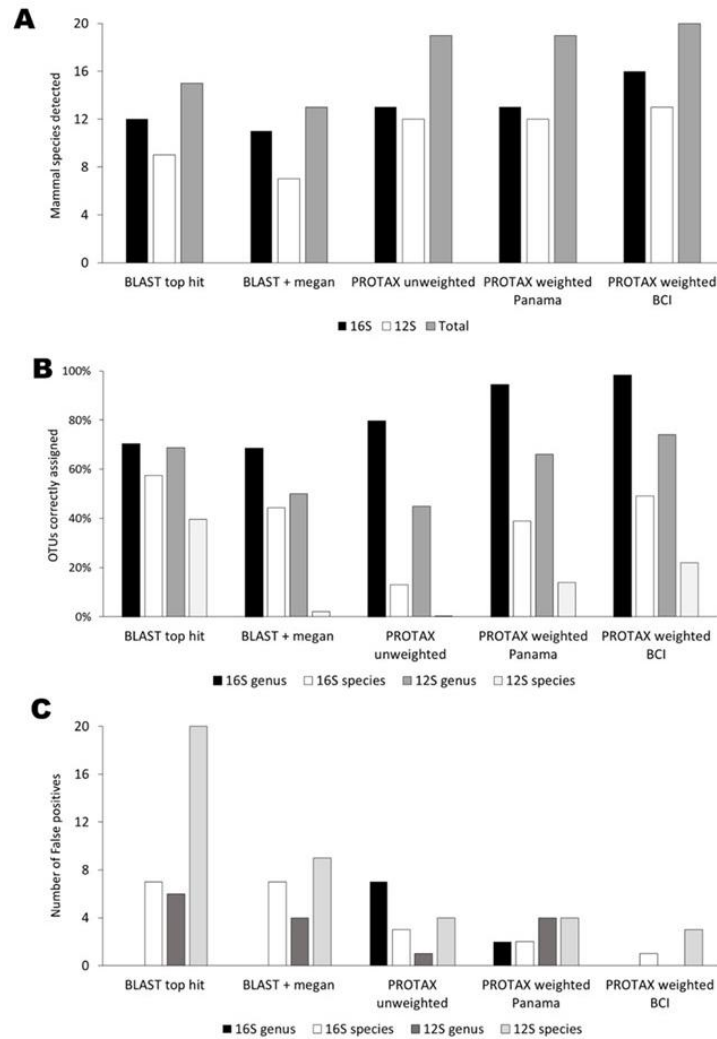 A
20
16
12
8
4
0
Mammal species detected
BLAST top hit
BLAST + megan
PROTAX unweighted
PROTAX weighted
Panama
PROTAX weighted
BCI
16S 12S Total
B
100%
80%
60%
40%
20%
0%
OTUs correctly assigned
BLAST top hit
BLAST + megan
PROTAX
unweighted
PROTAX weighted
Panama
PROTAX weighted
BCI
16S genus 16S species 12S genus 12S species
C
20
16
12
8
4
0
Number of False positives
BLAST top hit
BLAST + megan
PROTAX
unweighted
PROTAX weighted
Panama
PROTAX weighted
BCI
16S genus 16S species 12S genus 12S species